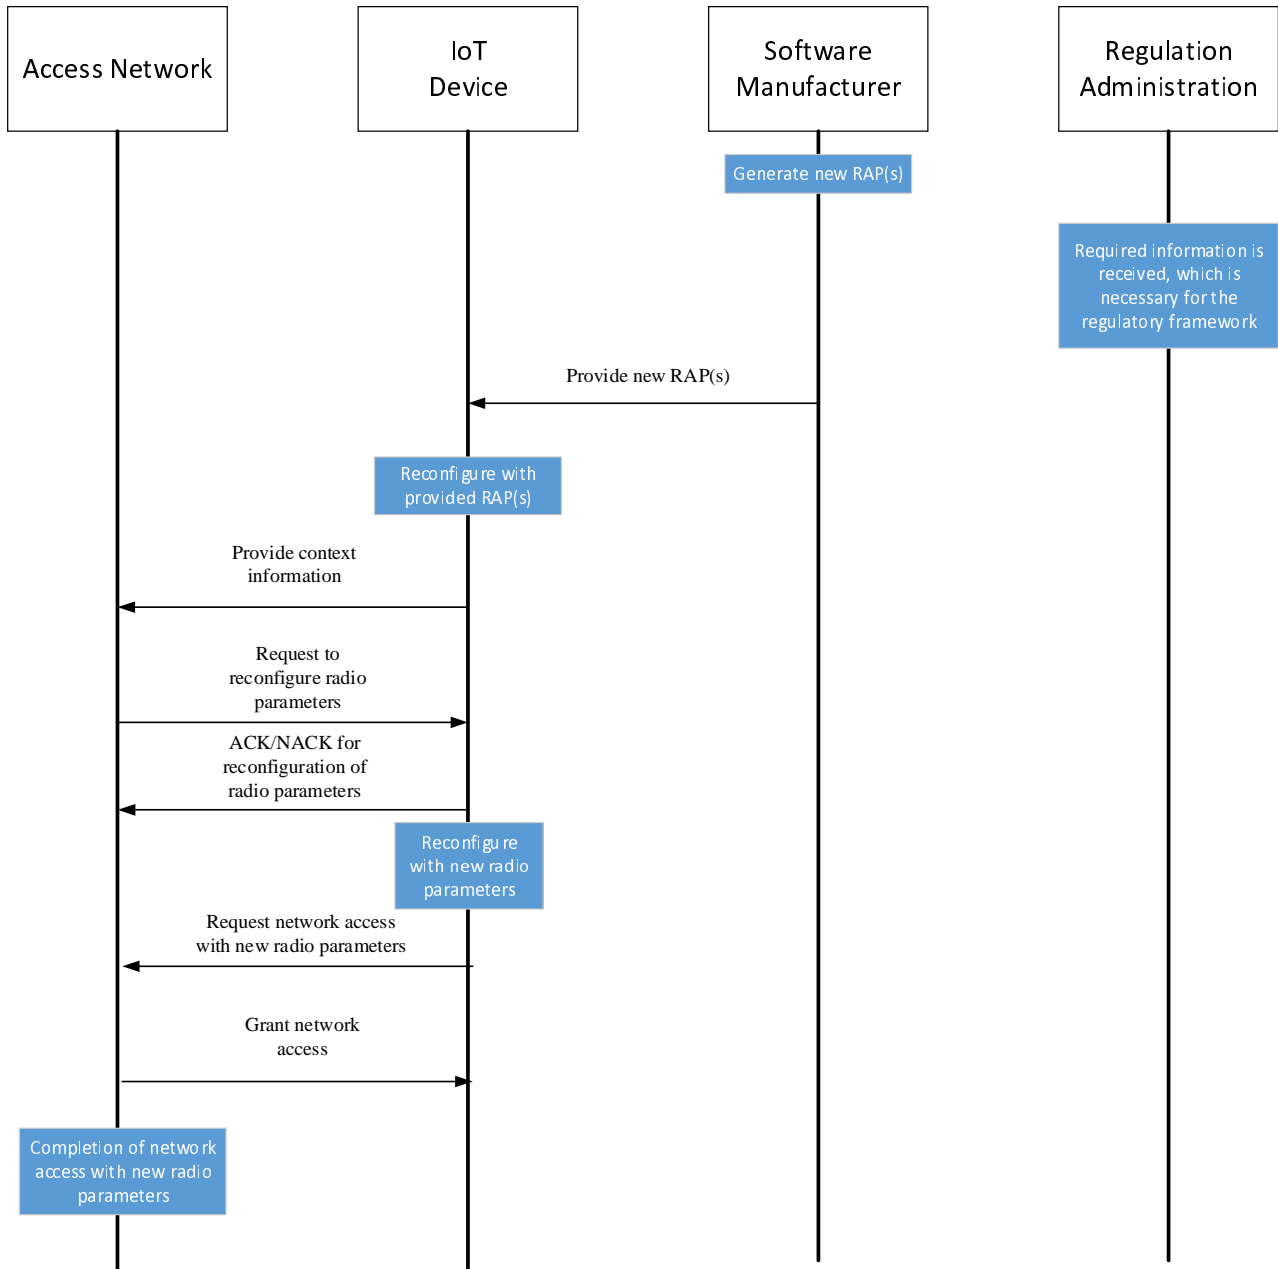 Access Network
IoT
Device
Software
Manufacturer
Regulation
Administration
Generate new RAP(s)
Required information is
received, which is
necessary for the
regulatory framework
Provide new RAP(s)
Reconfigure with
provided RAP(s)
Provide context
information
Request to
reconfigure radio
parameters
ACK/NACK for
reconfiguration of
radio parameters
Reconfigure
with new radio
parameters
Request network access
with new radio parameters
Grant network
access
Completion of network
access with new radio
parameters